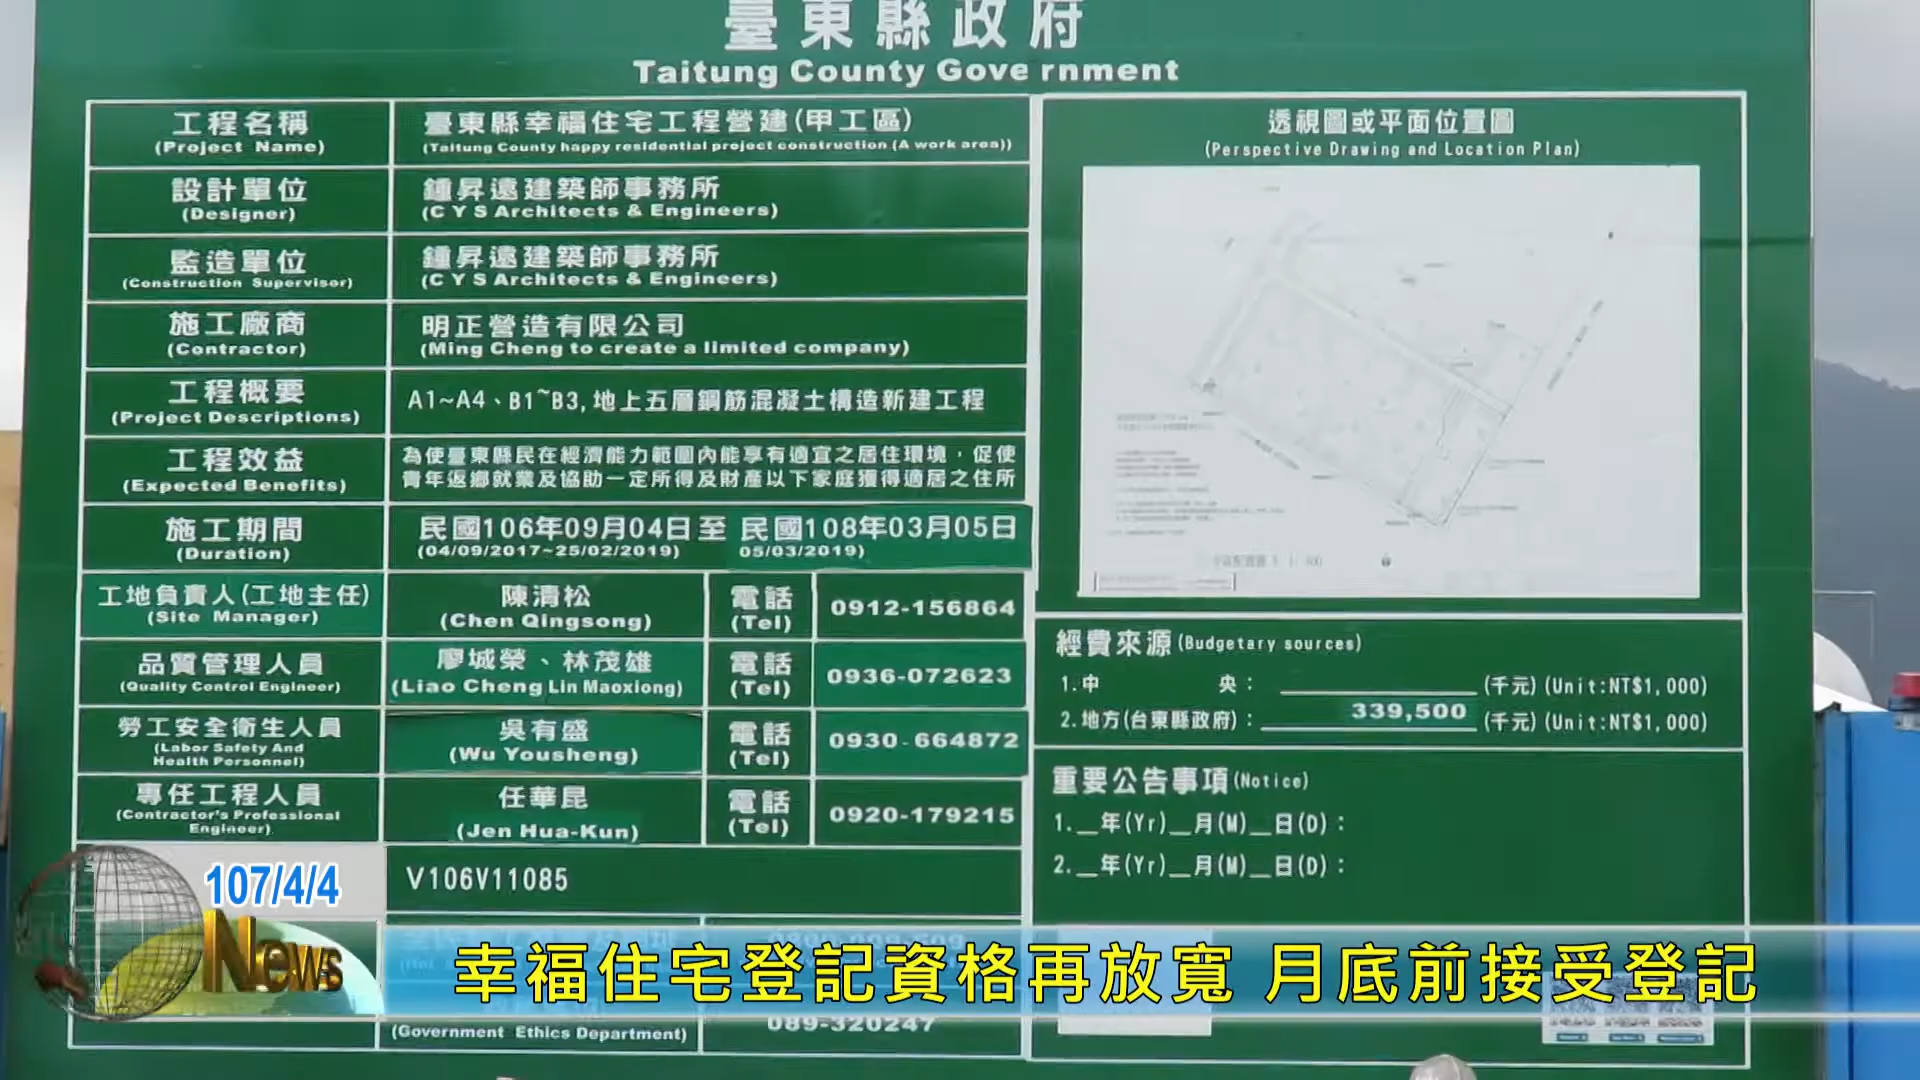 臺東縣政府
Taitung County Government
工程名稱
(Project Name)
臺東縣幸福住宅工程營建(甲工區)
(Taitung County happy residential project construction (A work area))
設計單位
(Designer)
鍾昇遠建築師事務所
(C Y S Architects & Engineers)
監造單位
(Construction Supervisor)
鍾昇遠建築師事務所
(C Y S Architects & Engineers)
施工廠商
(Contractor)
明正營造有限公司
(Ming Cheng to create a limited company)
工程概要
(Project Descriptions)
A1~A4、B1~B3,地上五層鋼筋混凝土構造新建工程
工程效益
(Expected Benefits)
為使臺東縣民在經濟能力範圍內能享有適宜之居住環境，促使
青年返鄉就業及協助一定所得及財產以下家庭獲得適居之住所
施工期間
(Duration)
民國106年09月04日至 民國108年03月05日
(04/09/2017~25/02/2019) 05/03/2019)
工地負責人(工地主任)
(Site Manager)
陳清松
(Chen Qingsong)
電話
(Tel)
0912-156864
品質管理人員
(Quality Control Engineer)
廖城榮、林茂雄
(Liao Cheng Lin Maoxiong)
電話
(Tel)
0936-072623
勞工安全衛生人員
(Labor Safety And
Health Personnel)
吳有盛
(Wu Yousheng)
電話
(Tel)
0930-664872
專任工程人員
(Contractor's Professional
Engineer)
任華昆
(Jen Hua-Kun)
電話
(Tel)
0920-179215
V106V11085
(Government Ethics Department)
089-320247
透視圖或平面位置圖
(Perspective Drawing and Location Plan)
經費來源(Budgetary sources)
1.中 央： (千元)(Unit:NT$1,000)
2.地方(台東縣政府)： 339,500 (千元)(Unit:NT$1,000)
重要公告事項(Notice)
1.__年(Yr)__月(M)__日(D)：
2.__年(Yr)__月(M)__日(D)：
107/4/4
News
幸福住宅登記資格再放寬 月底前接受登記